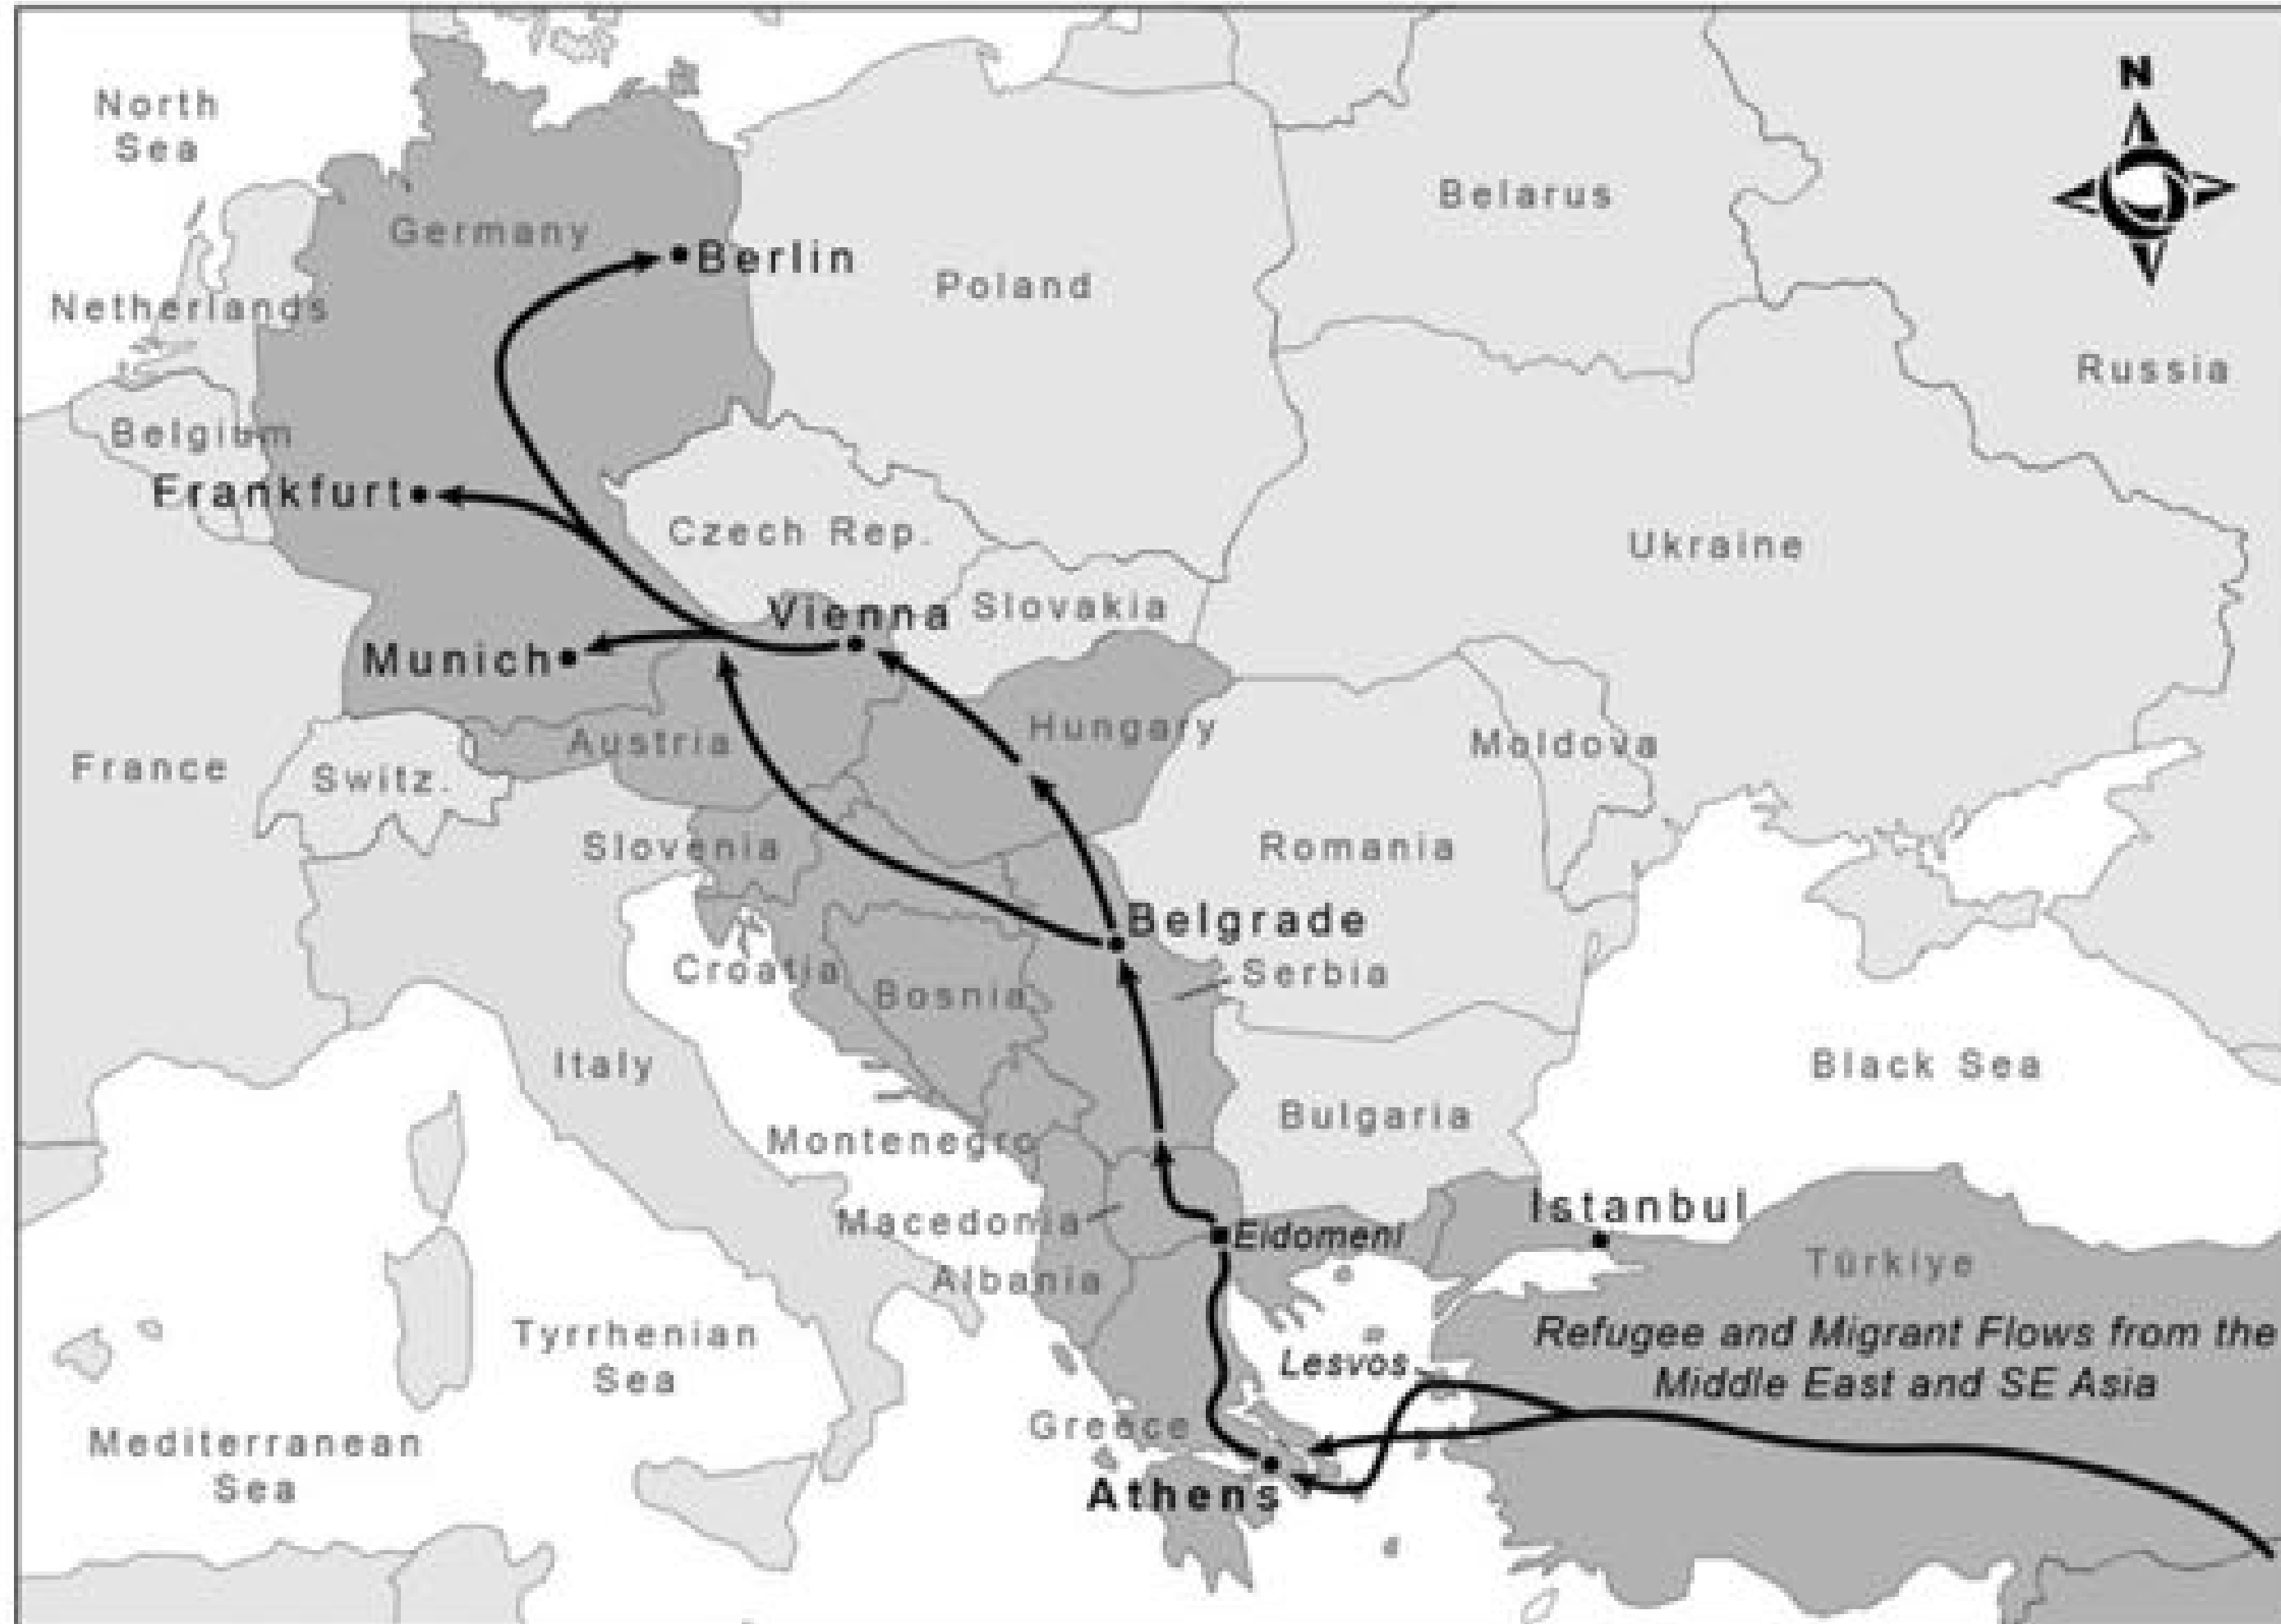 N
North
Sea
Germany
Berlin
Belarus
Poland
Netherlands
Russia
Belgium
Frankfurt
Czech Rep.
Ukraine
Vienna
Slovakia
Munich
Hungary
Austria
Moldova
France
Switz.
Slovenia
Romania
Belgrade
Croatia
Serbia
Bosnia
Italy
Black Sea
Bulgaria
Montenegro
Istanbul
Macedonia
Eidomeni
Türkiye
Albania
Tyrrhenian
Sea
Refugee and Migrant Flows from the
Middle East and SE Asia
Lesvos
Greece
Mediterranean
Sea
Athens